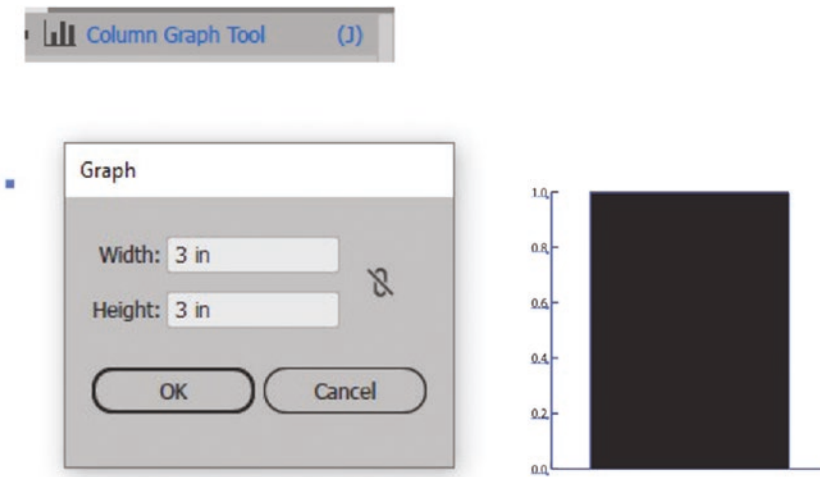 Column Graph Tool (J)
Graph
Width: 3 in
Height: 3 in
OK Cancel
1.0
0.8
0.6
0.4
0.2
0.0